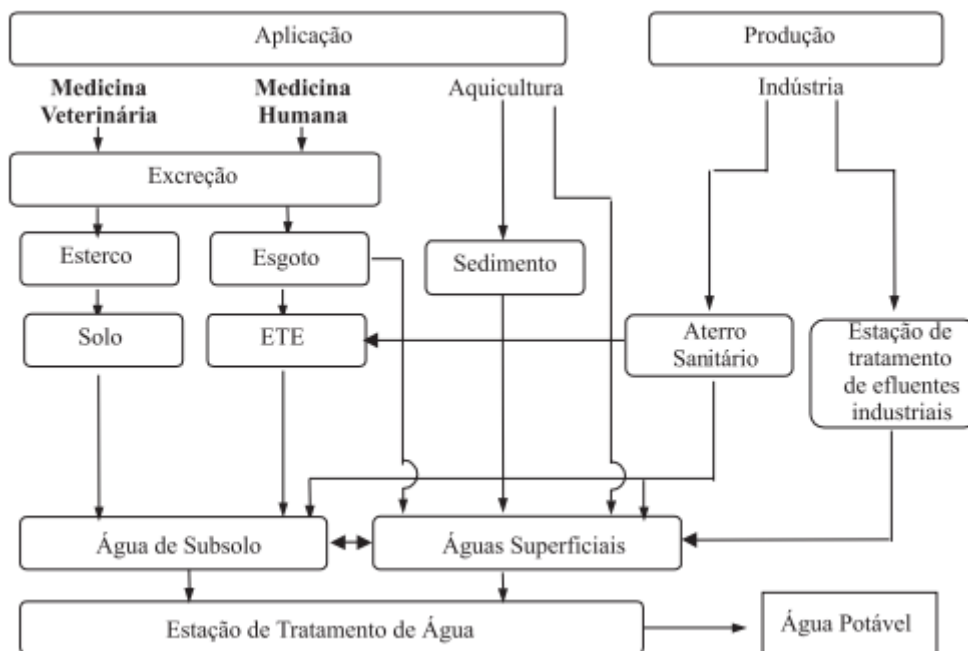 Aplicação
Produção
Medicina
Veterinária
Medicina
Humana
Aquicultura
Indústria
Excreção
Esterco
Esgoto
Sedimento
Solo
ETE
Aterro
Sanitário
Estação de
tratamento
de efluentes
industriais
Água de Subsolo
Águas Superficiais
Estação de Tratamento de Água
Água Potável